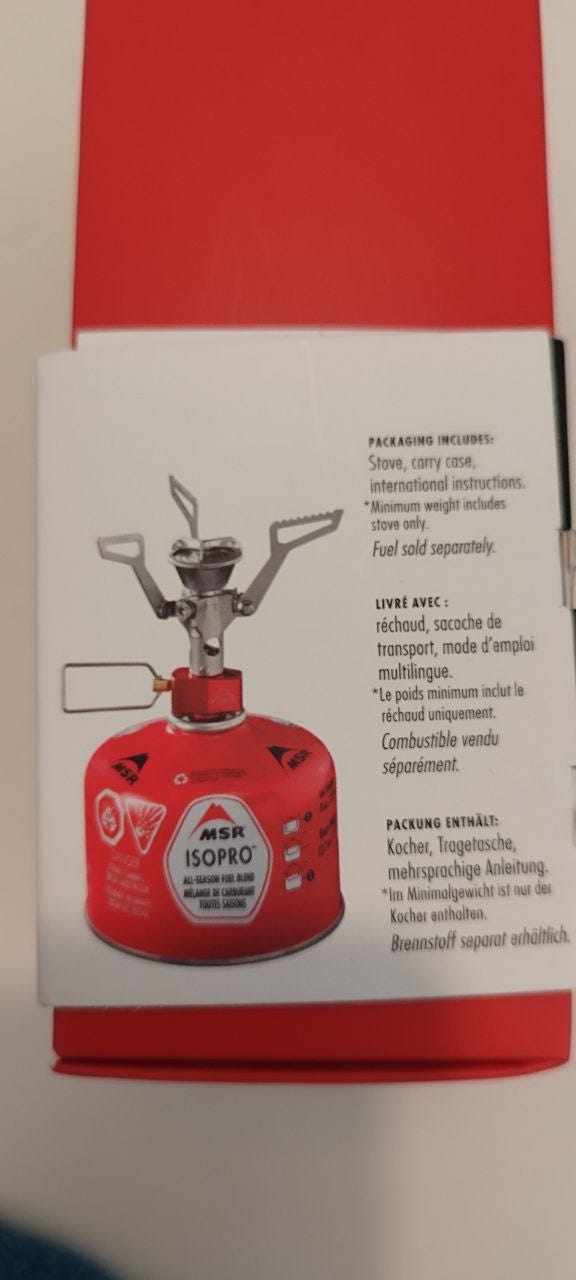 PACKAGING INCLUDES:
Stove, carry case,
international instructions.
*Minimum weight includes
stove only.
Fuel sold separately.
LIVRÉ AVEC :
réchaud, sacoche de
transport, mode d'emploi
multilingue.
*Le poids minimum inclut le
réchaud uniquement.
Combustible vendu
séparément.
PACKUNG ENTHÄLT:
Kocher, Tragetasche,
mehrsprachige Anleitung.
*Im Minimalgewicht ist nur der
Kocher enthalten.
Brennstoff separat erhältlich.
MSR
MSR
MSR
ISOPRO™
ALL-SEASON FUEL BLEND
MÉLANGE DE CARBURANT
TOUTES SAISONS
DANGER